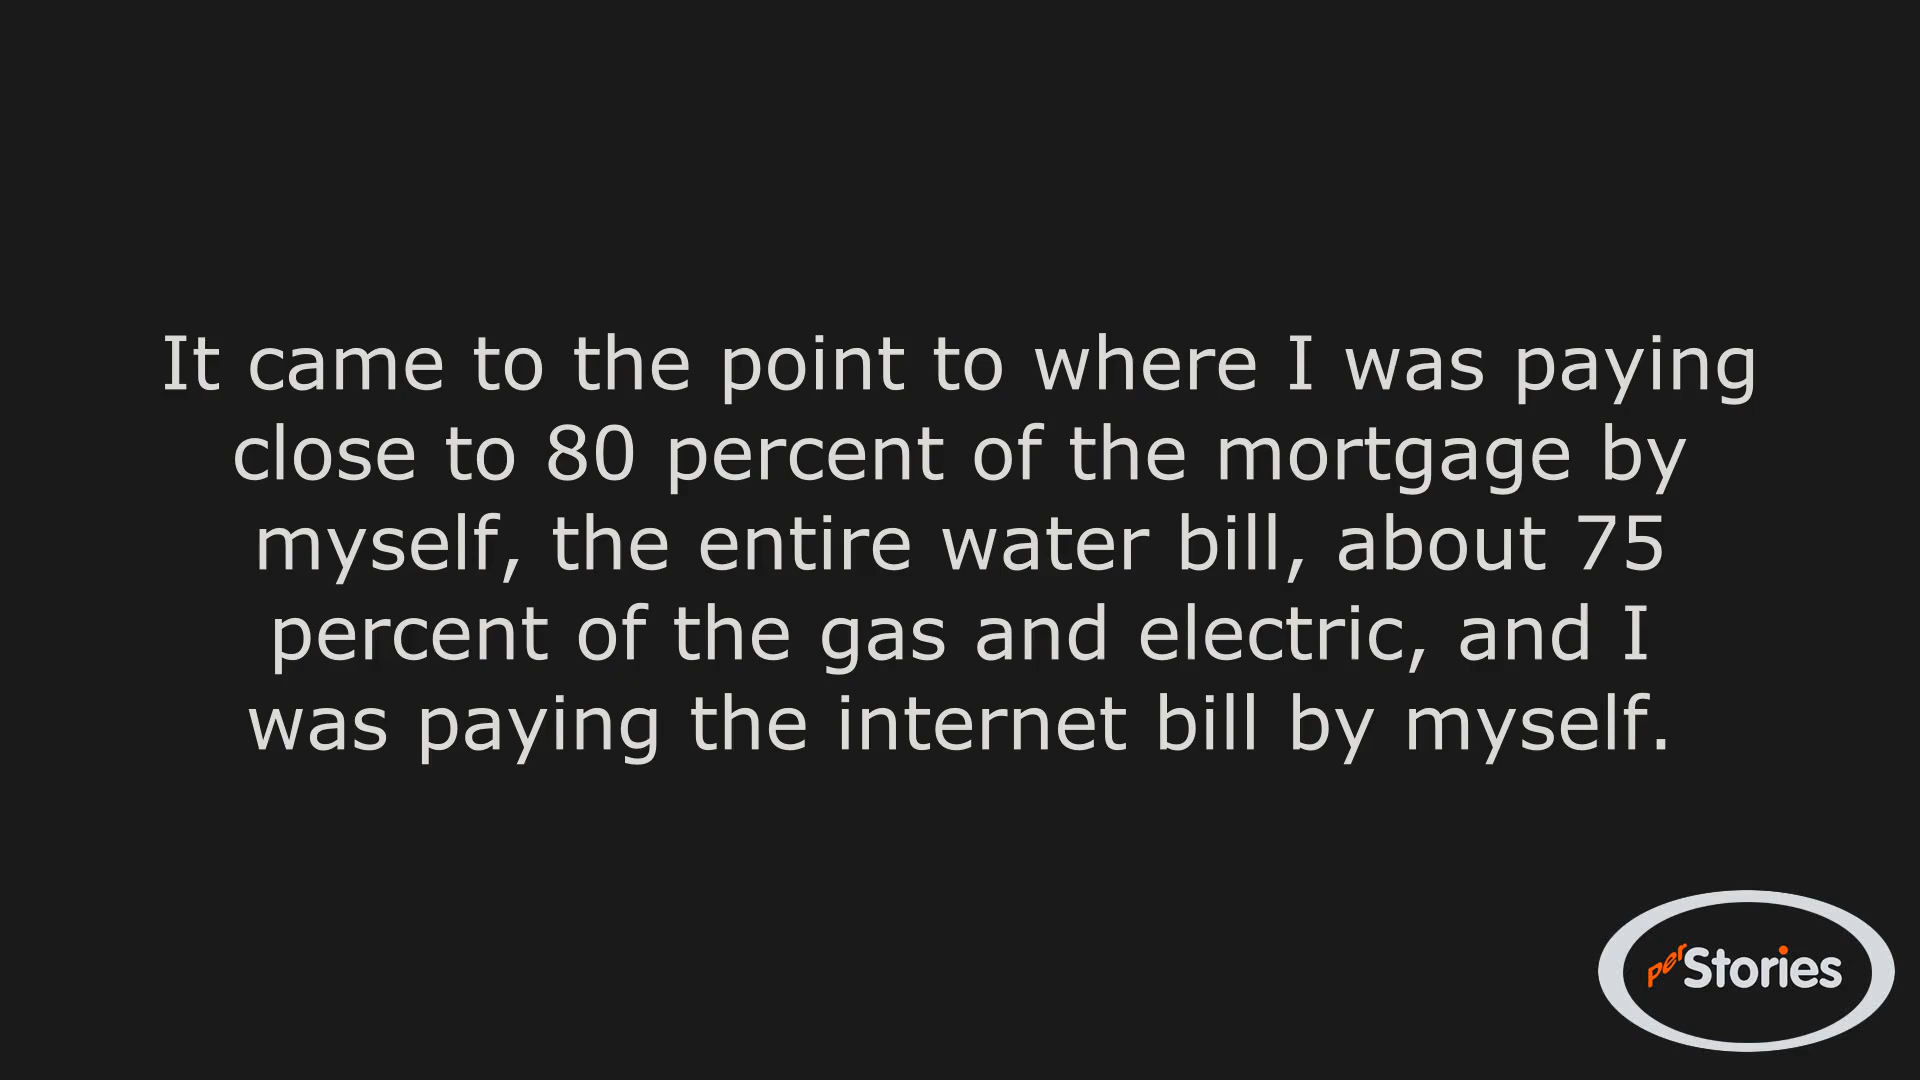 It came to the point to where I was paying
close to 80 percent of the mortgage by
myself, the entire water bill, about 75
percent of the gas and electric, and I
was paying the internet bill by myself.
perStories